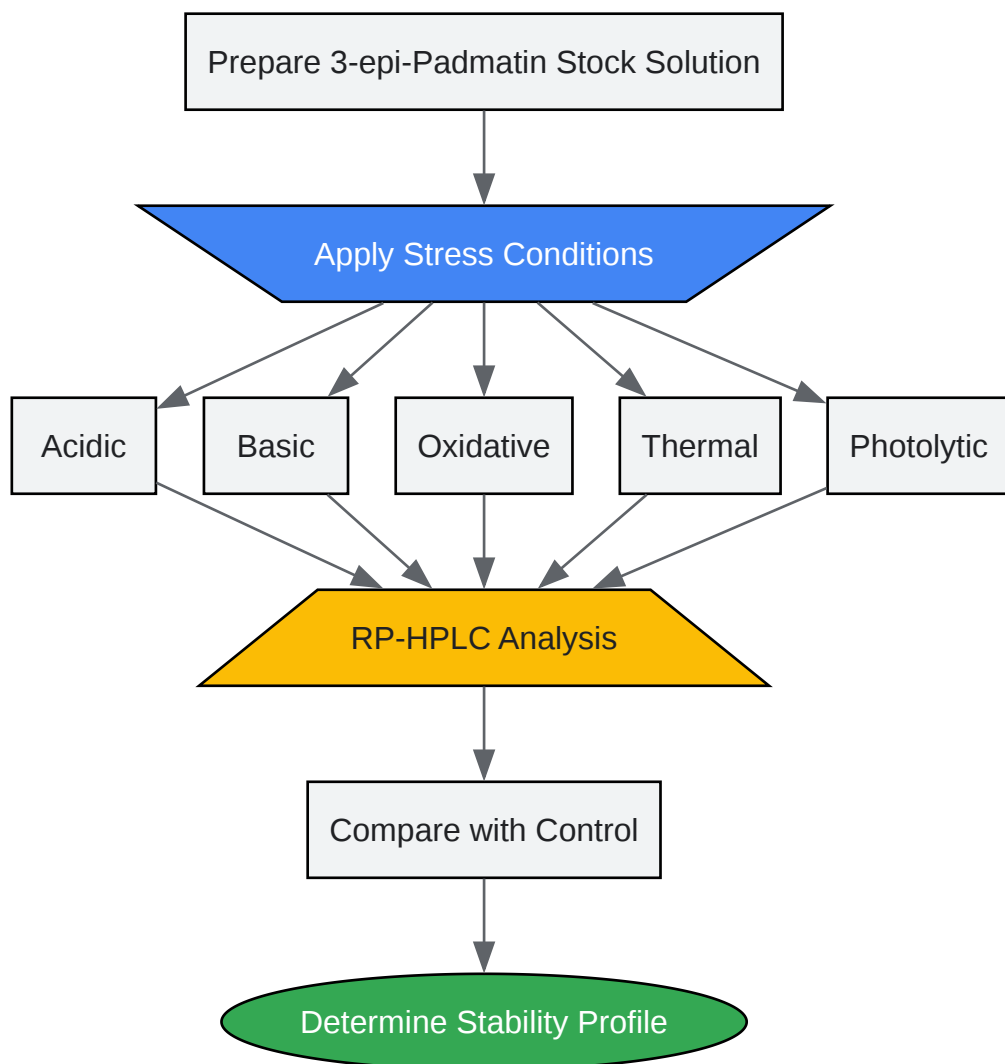 Prepare 3-epi-Padmatin Stock Solution
Apply Stress Conditions
Acidic
Basic
Oxidative
Thermal
Photolytic
RP-HPLC Analysis
Compare with Control
Determine Stability Profile